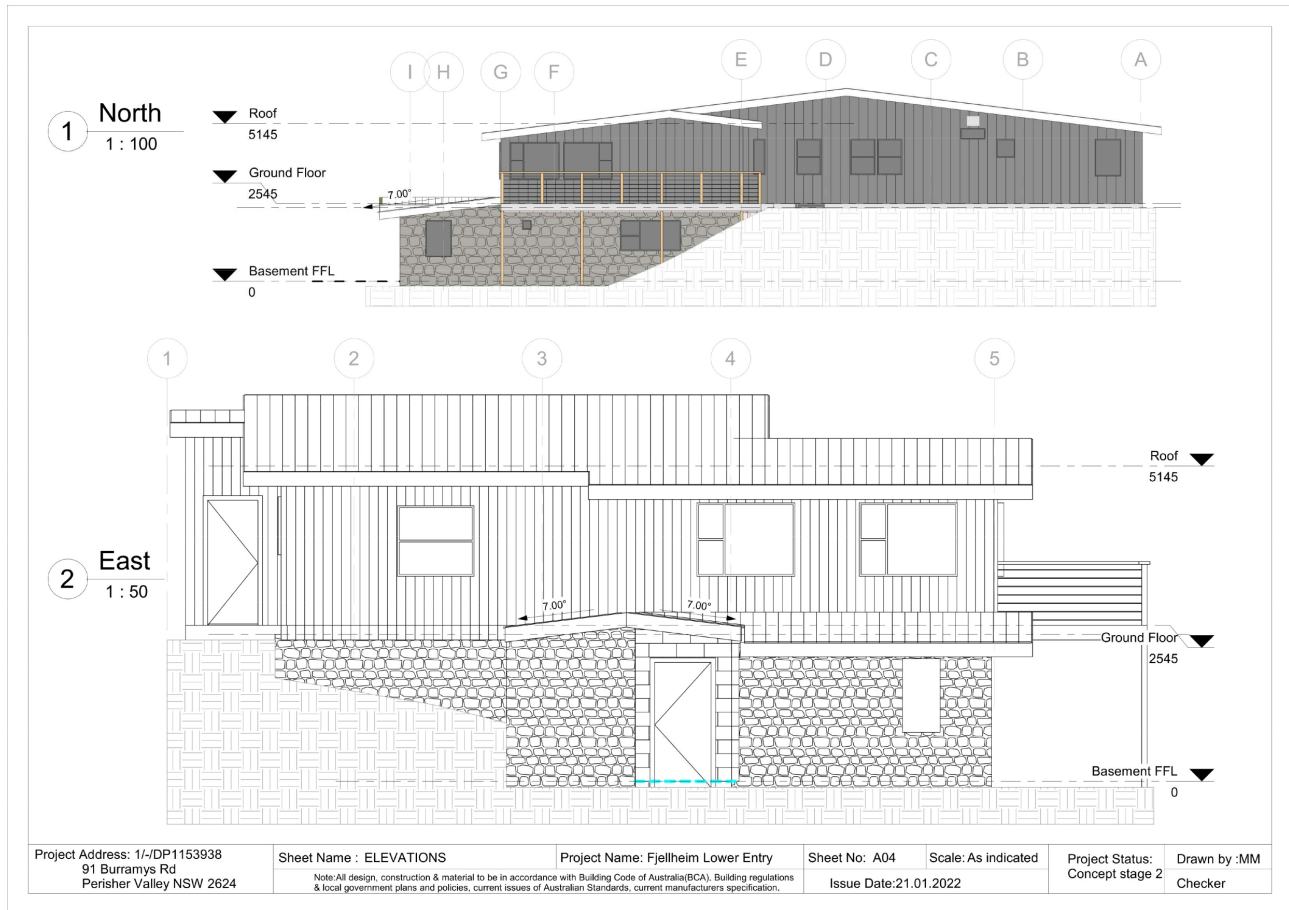 I H G F E D C B A
1 North
1 : 100
Roof
5145
Ground Floor
2545
7.00°
Basement FFL
0
1 2 3 4 5
Roof
5145
2 East
1 : 50
7.00° 7.00°
Ground Floor
2545
Basement FFL
0
Project Address: 1/-/DP1153938
91 Burramys Rd
Perisher Valley NSW 2624
Sheet Name : ELEVATIONS
Project Name: Fjellheim Lower Entry
Sheet No: A04
Scale: As indicated
Note:All design, construction & material to be in accordance with Building Code of Australia(BCA). Building regulations
& local government plans and policies, current issues of Australian Standards, current manufacturers specification.
Issue Date:21.01.2022
Project Status:
Concept stage 2
Drawn by :MM
Checker